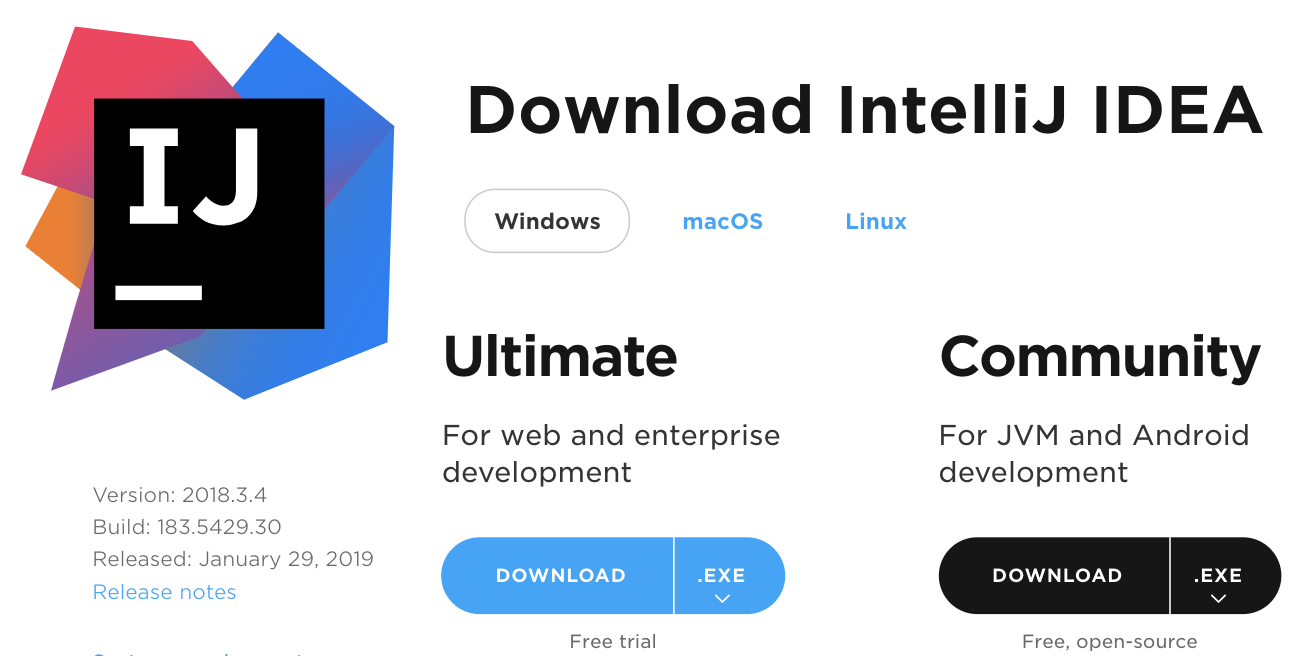 IJ
Download IntelliJ IDEA
Windows macOS Linux
Ultimate
For web and enterprise
development
DOWNLOAD .EXE
Free trial
Community
For JVM and Android
development
DOWNLOAD .EXE
Free, open-source
Version: 2018.3.4
Build: 183.5429.30
Released: January 29, 2019
Release notes